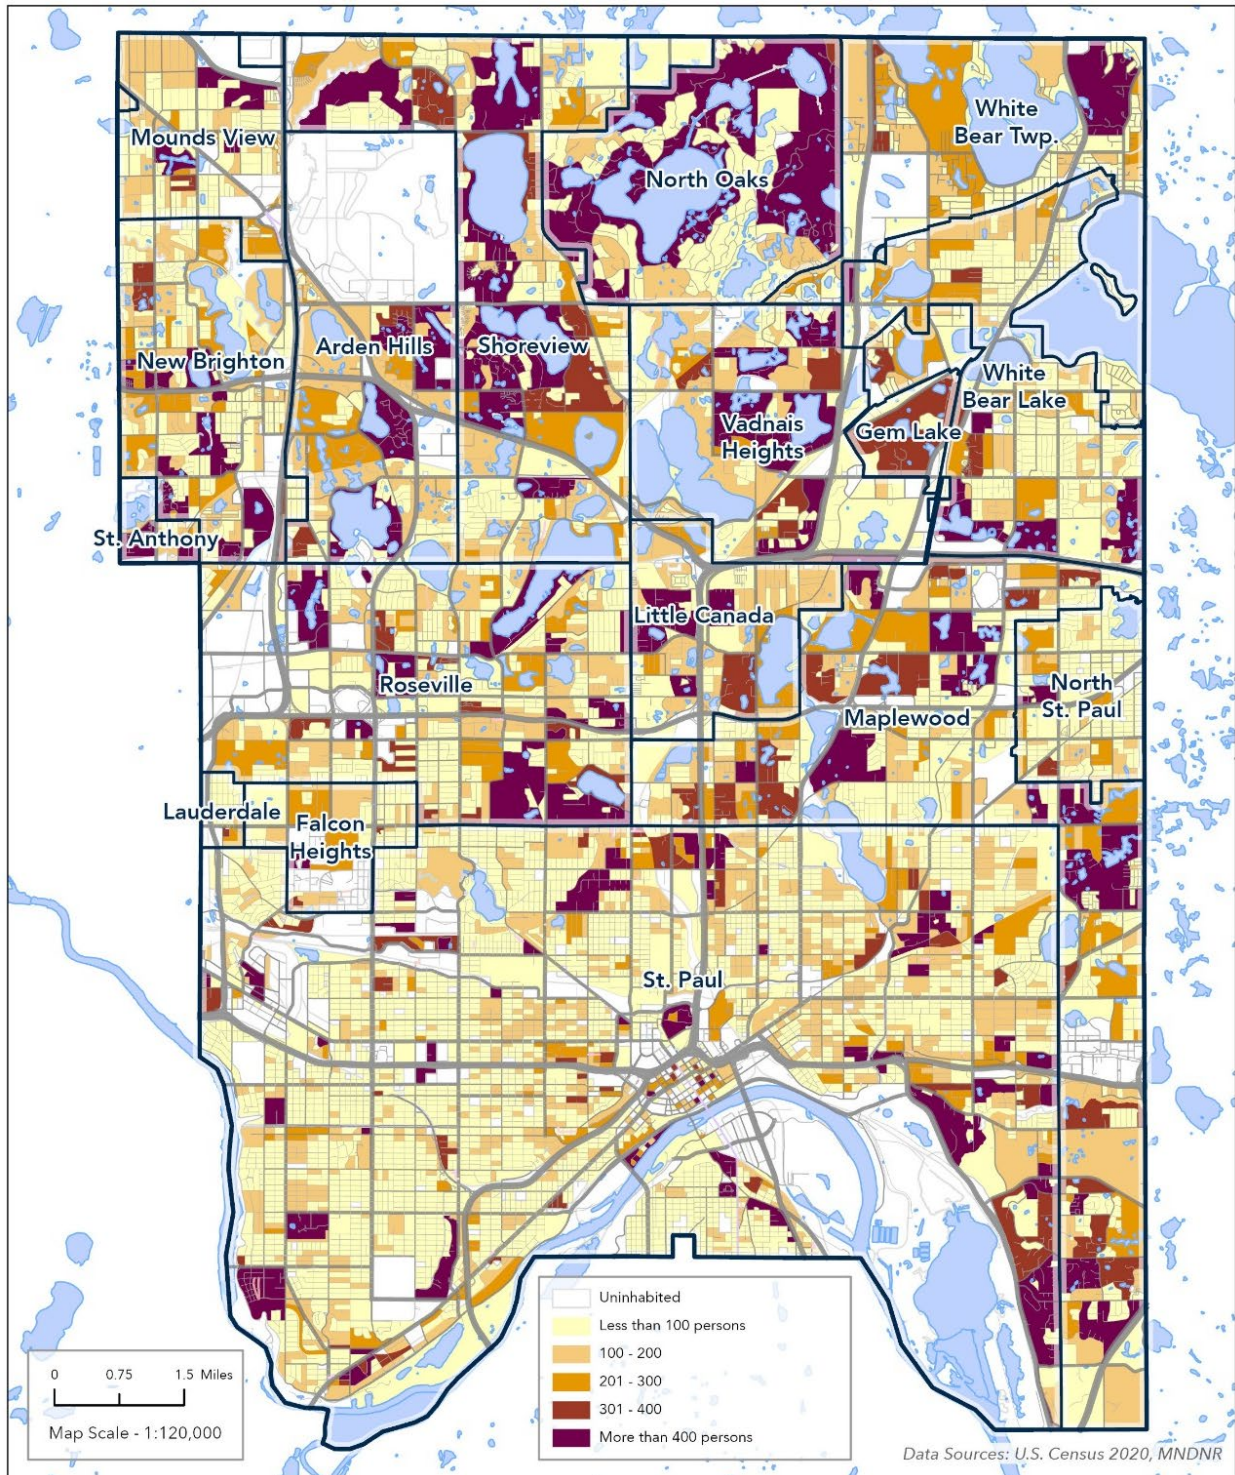 White
Bear Twp.
Mounds View
North Oaks
New Brighton
Arden Hills
Shoreview
White
Bear Lake
Vadnais
Heights
Gem Lake
St. Anthony
Little Canada
Roseville
North
St. Paul
Maplewood
Lauderdale
Falcon
Heights
St. Paul
Uninhabited
Less than 100 persons
100 - 200
201 - 300
301 - 400
More than 400 persons
0 0.75 1.5 Miles
Map Scale - 1:120,000
Data Sources: U.S. Census 2020, MNDNR